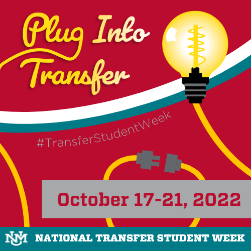 Plug Into
Transfer
#TransferStudentWeek
October 17-21, 2022
NM NATIONAL TRANSFER STUDENT WEEK